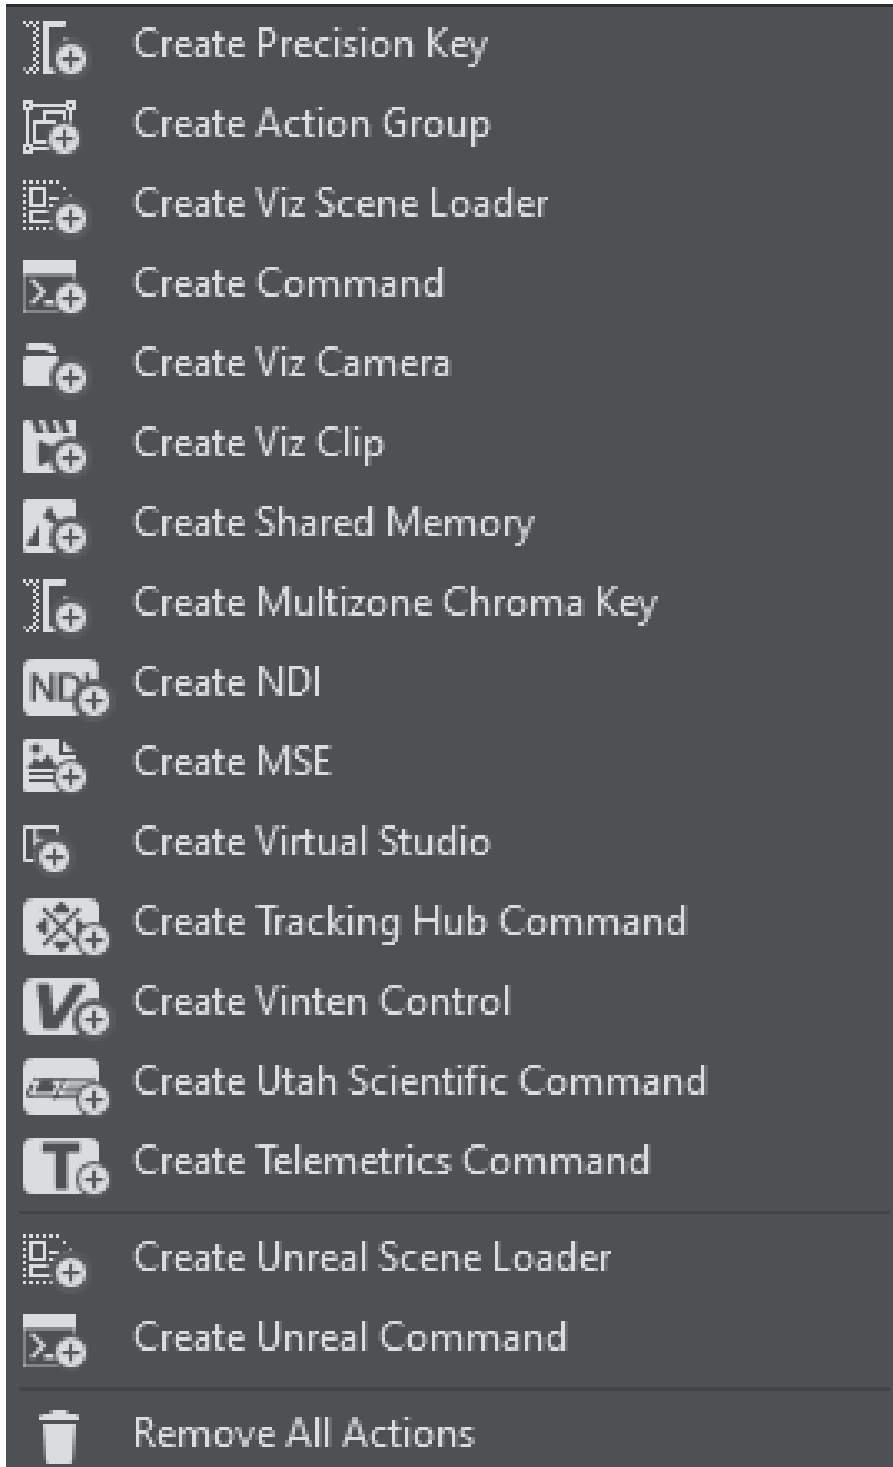 Create Precision Key
Create Action Group
Create Viz Scene Loader
Create Command
Create Viz Camera
Create Viz Clip
Create Shared Memory
Create Multizone Chroma Key
NDI Create NDI
Create MSE
Create Virtual Studio
Create Tracking Hub Command
V Create Vinten Control
Create Utah Scientific Command
T Create Telemetrics Command
Create Unreal Scene Loader
Create Unreal Command
Remove All Actions